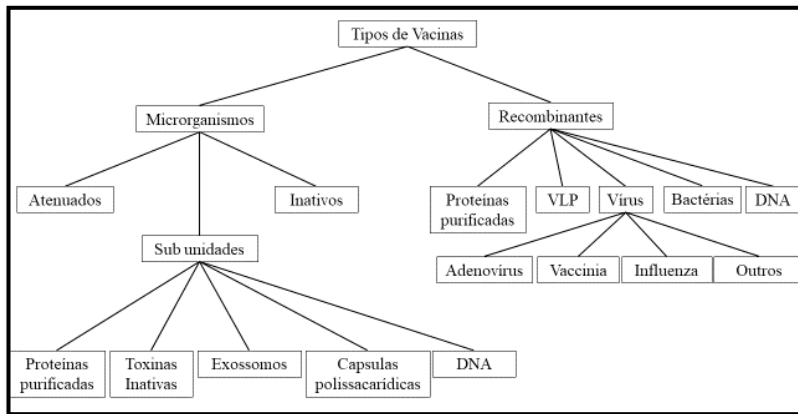 Tipos de Vacinas
Microrganismos
Recombinantes
Atenuados
Inativos
Proteínas
purificadas
VLP
Vírus
Bactérias
DNA
Sub unidades
Adenovírus
Vaccinia
Influenza
Outros
Proteínas
purificadas
Toxinas
Inativas
Exossomos
Capsulas
polissacarídicas
DNA